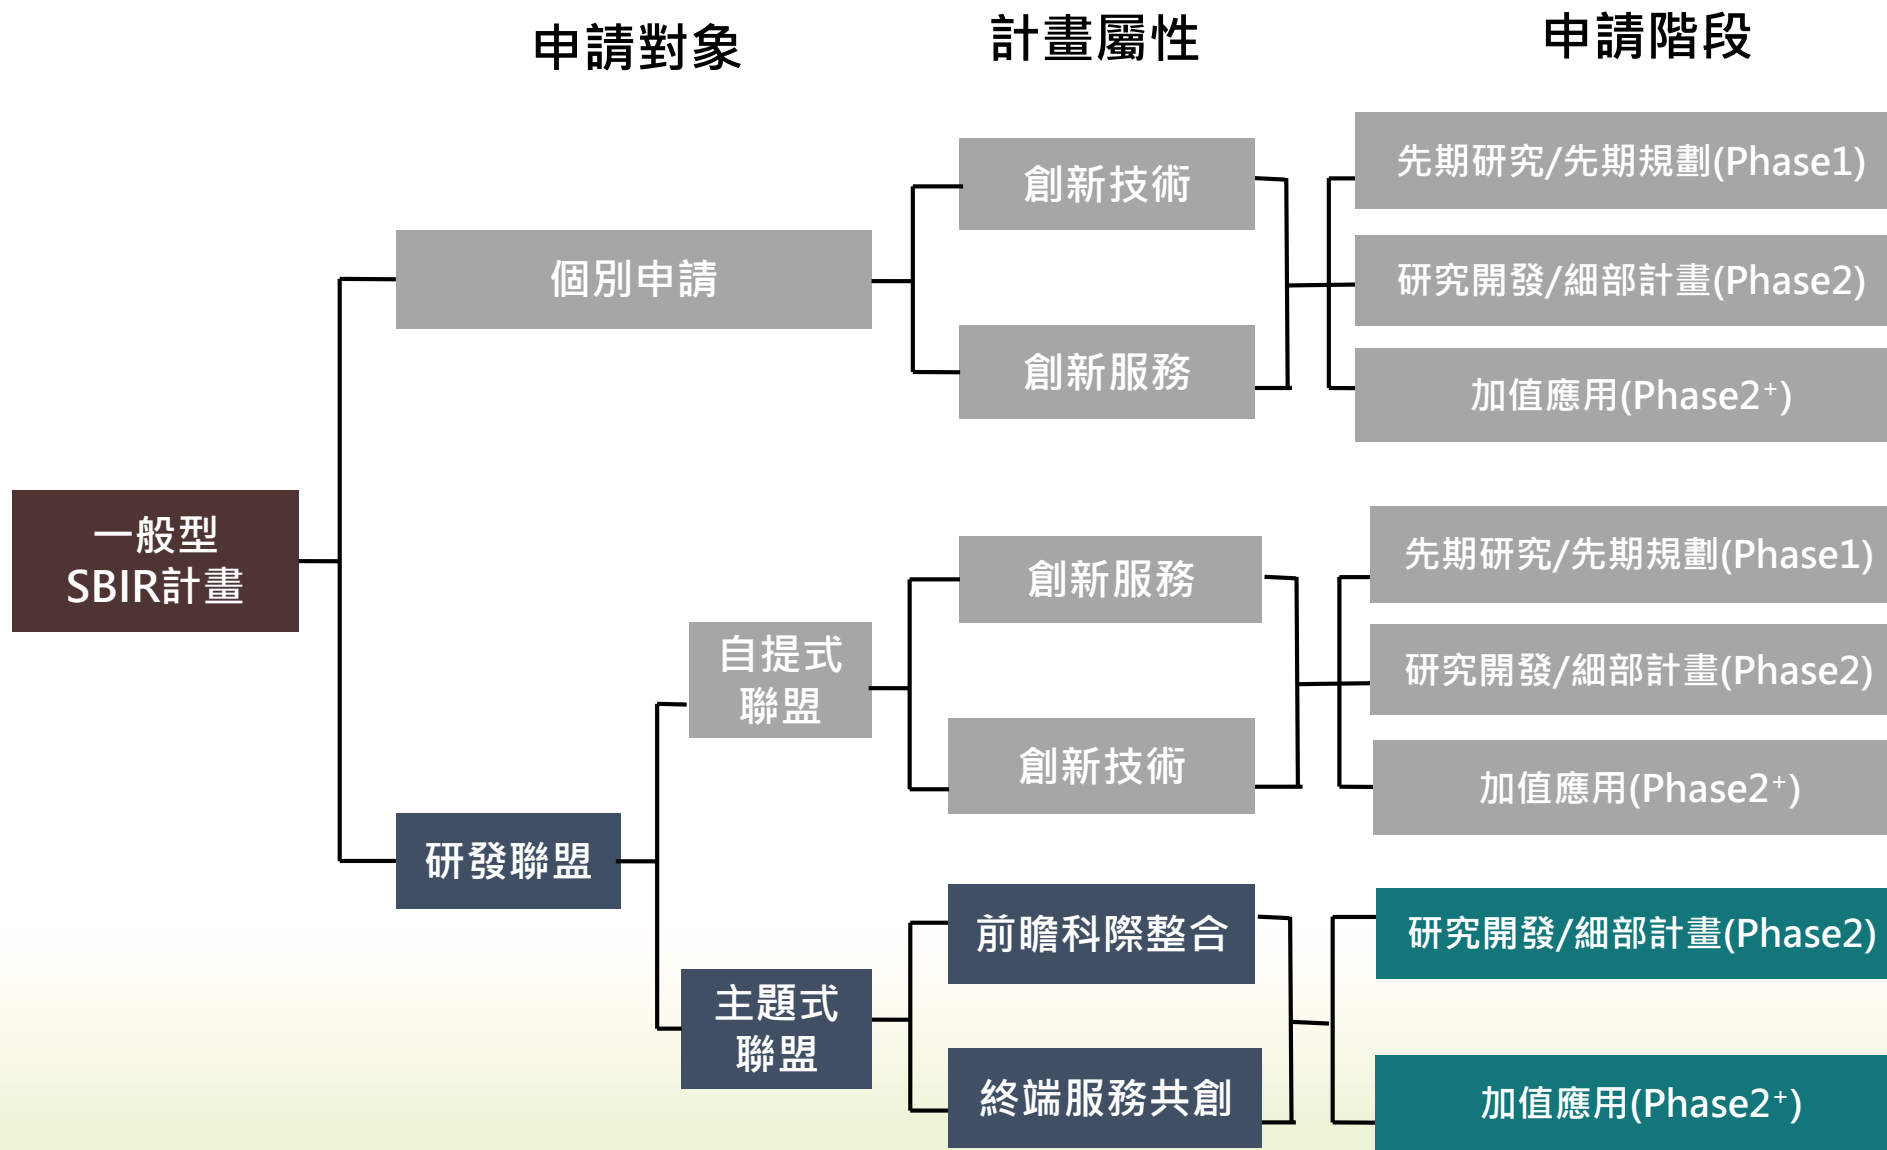 申請對象
計畫屬性
申請階段
一般型
SBIR計畫
個別申請
創新技術
創新服務
先期研究/先期規劃(Phase1)
研究開發/細部計畫(Phase2)
加值應用(Phase2⁺)
研發聯盟
自提式
聯盟
創新服務
創新技術
先期研究/先期規劃(Phase1)
研究開發/細部計畫(Phase2)
加值應用(Phase2⁺)
主題式
聯盟
前瞻科際整合
終端服務共創
研究開發/細部計畫(Phase2)
加值應用(Phase2⁺)